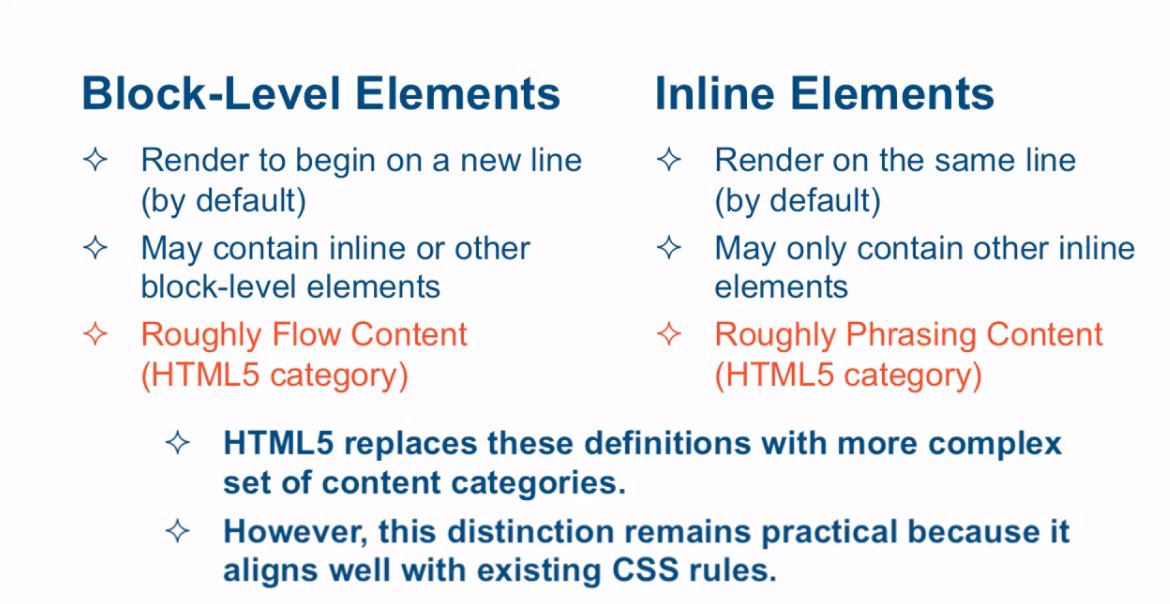 Block-Level Elements
✧ Render to begin on a new line
(by default)
✧ May contain inline or other
block-level elements
✧ Roughly Flow Content
(HTML5 category)
Inline Elements
✧ Render on the same line
(by default)
✧ May only contain other inline
elements
✧ Roughly Phrasing Content
(HTML5 category)
✧ HTML5 replaces these definitions with more complex
set of content categories.
✧ However, this distinction remains practical because it
aligns well with existing CSS rules.